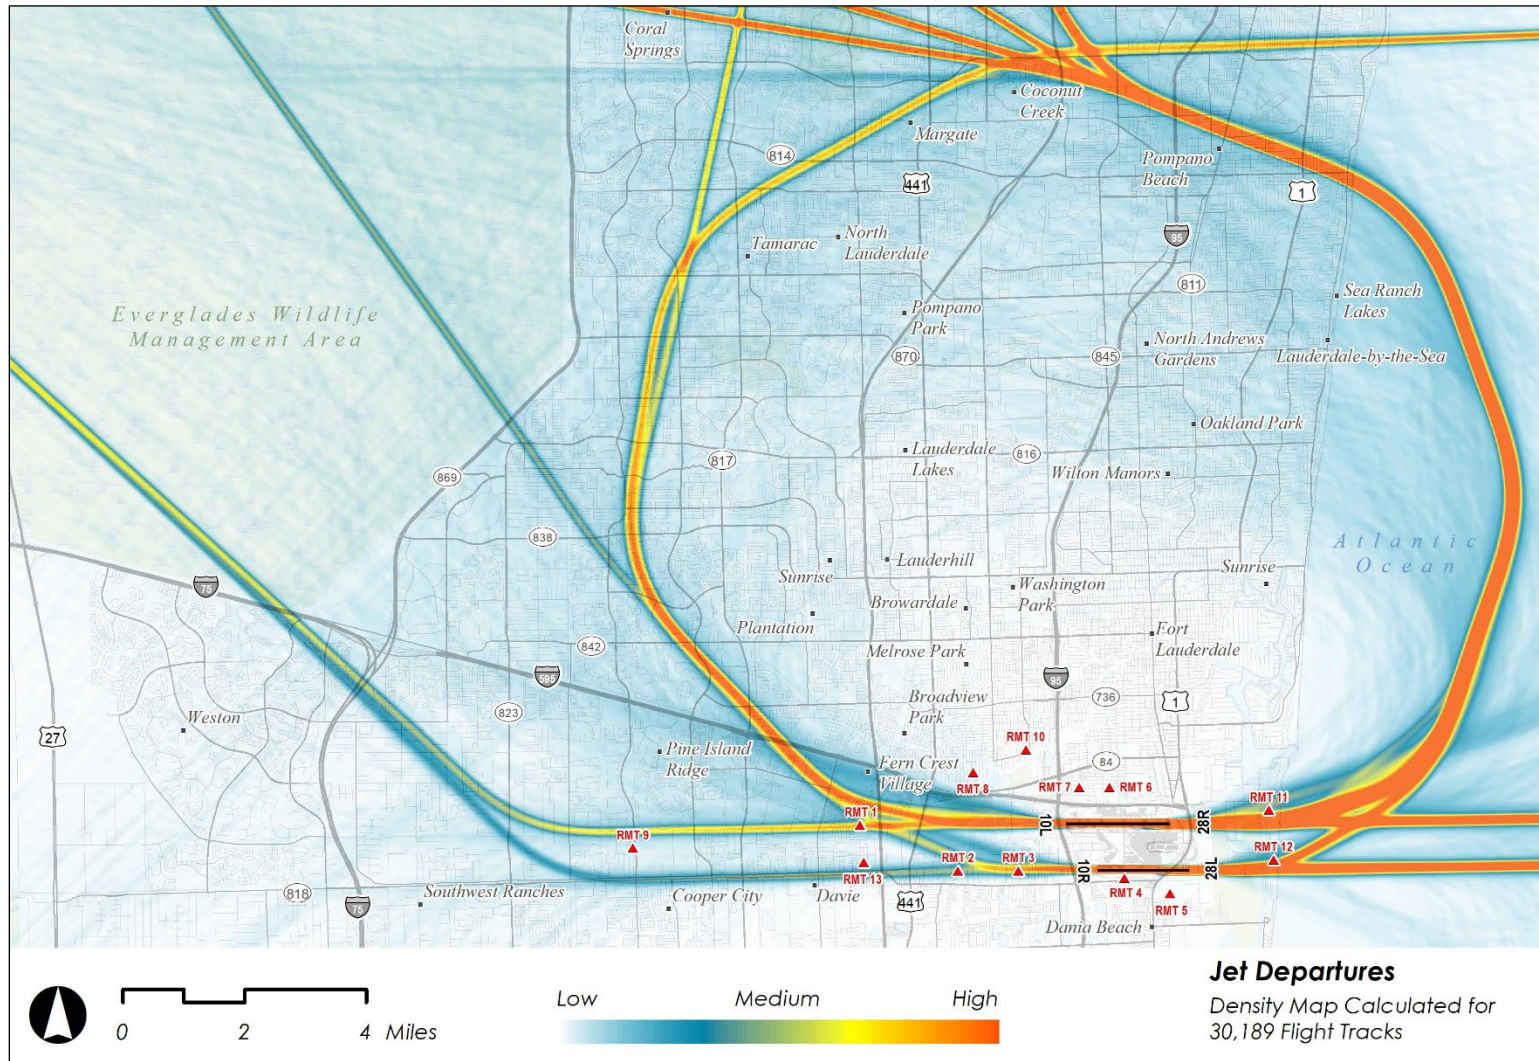 Coral
Springs
Coconut
Creek
Margate
814
441
Pompano
Beach
1
North
Lauderdale
Tamarac
95
811
Sea Ranch
Lakes
Everglades Wildlife
Management Area
Pompano
Park
North Andrews
Gardens
870
845
Lauderdale-by-the-Sea
Oakland Park
Lauderdale
Lakes
816
817
Wilton Manors
869
838
Atlantic
Ocean
Lauderhill
Sunrise
Sunrise
75
Washington
Park
Browardale
Plantation
Fort
Lauderdale
842
Melrose Park
595
95
736
Broadview
Park
1
823
Weston
27
Pine Island
Ridge
RMT 10
84
Fern Crest
Village
RMT 8
RMT 7
RMT 6
RMT 1
RMT 11
10L
28R
RMT 9
RMT 12
RMT 2
RMT 3
10R
28L
RMT 13
RMT 4
818
Southwest Ranches
Cooper City
Davie
441
75
RMT 5
Dania Beach
Jet Departures
Density Map Calculated for
30,189 Flight Tracks
Low Medium High
0 2 4 Miles